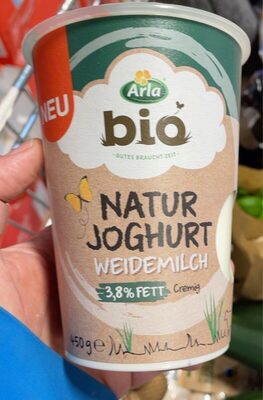 NEU
Arla
bio
GUTES BRAUCHT ZEIT
NATUR
JOGHURT
WEIDEMILCH
3,8% FETT Cremig
450g e